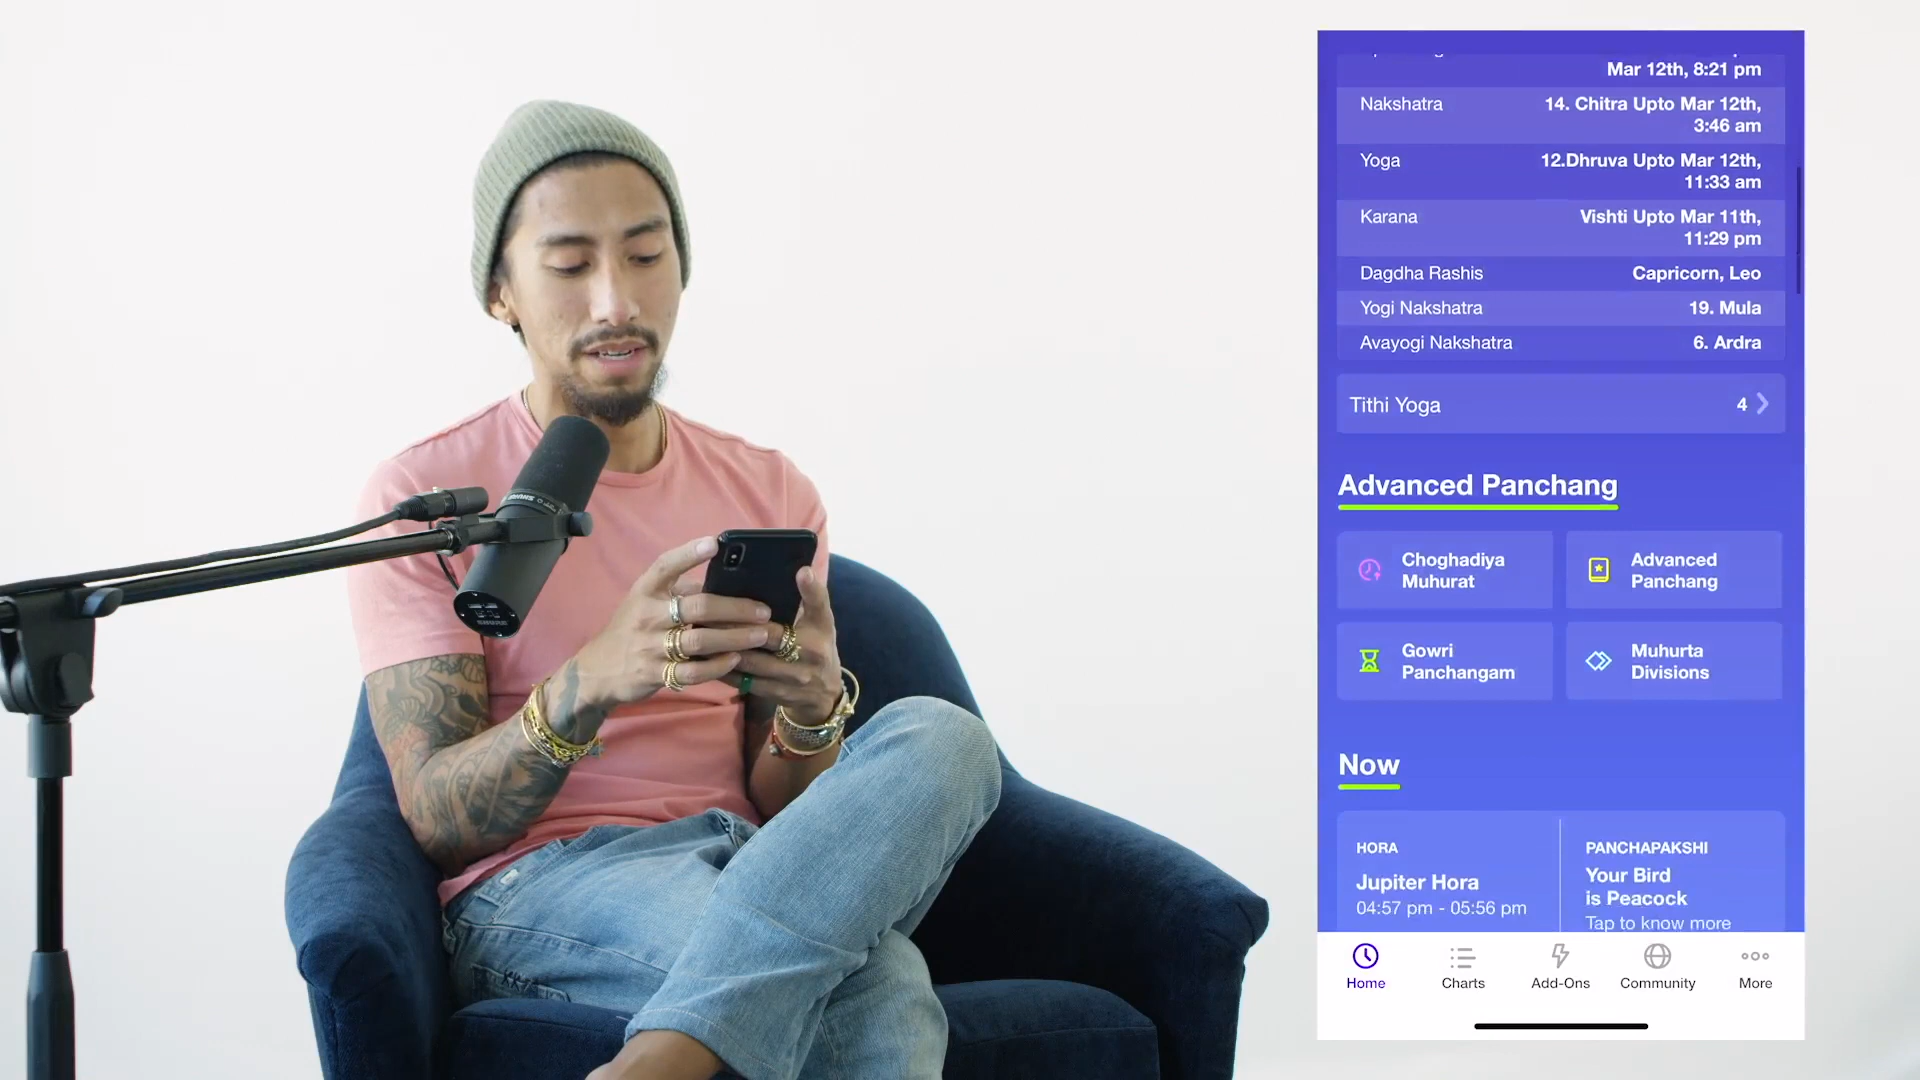 Mar 12th, 8:21 pm
Nakshatra 14. Chitra Upto Mar 12th,
3:46 am
Yoga 12.Dhruva Upto Mar 12th,
11:33 am
Karana Vishti Upto Mar 11th,
11:29 pm
Dagdha Rashis Capricorn, Leo
Yogi Nakshatra 19. Mula
Avayogi Nakshatra 6. Ardra
Tithi Yoga 4
Advanced Panchang
Choghadiya
Muhurat
Advanced
Panchang
Gowri
Panchangam
Muhurta
Divisions
Now
HORA
Jupiter Hora
04:57 pm - 05:56 pm
PANCHAPAKSHI
Your Bird
is Peacock
Tap to know more
Home
Charts
Add-Ons
Community
More
SHURE